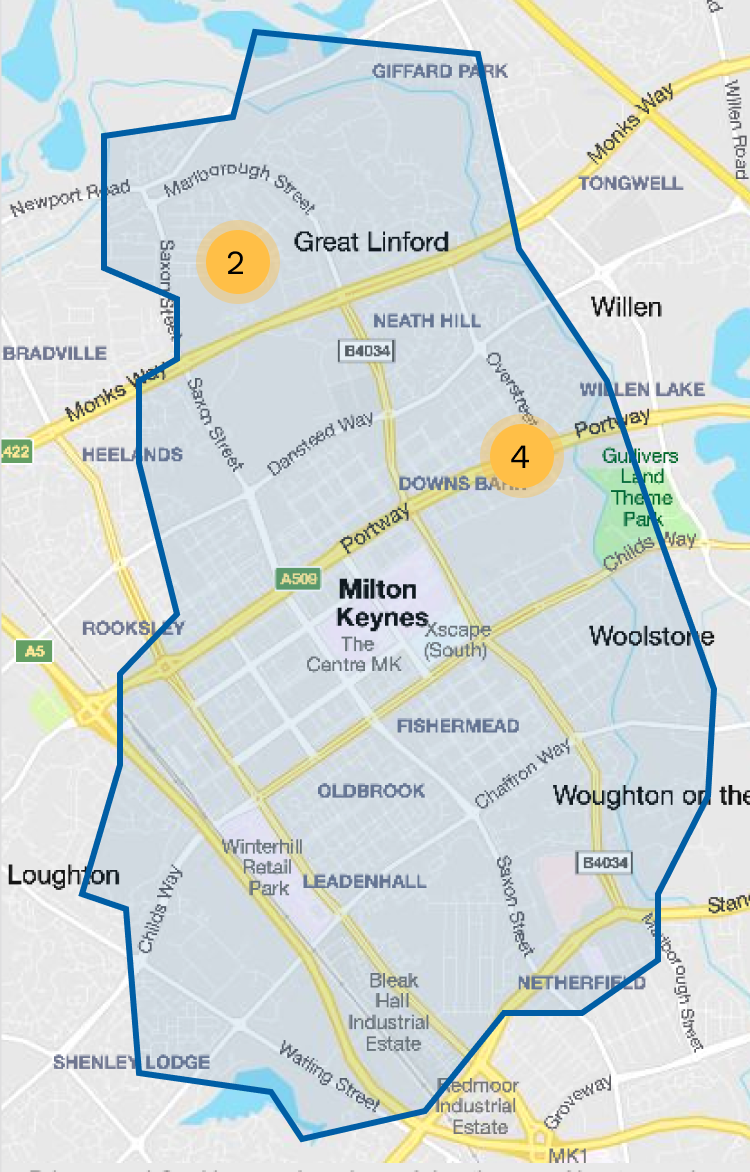 GIFFARD PARK
Monks Way
Willen Road
TONGWELL
Newport Road
Marlborough Street
Great Linford
2
Saxon Street
Willen
NEATH HILL
B4034
BRADVILLE
Monks Way
Overstreet
WILLEN LAKE
Saxon Street
Dansteed Way
Portway
422
HEELANDS
4
Gullivers
Land
Theme
Park
DOWNS BARN
Portway
Childs Way
A509
Milton
Keynes
ROOKSLEY
The
Centre MK
Xscape
(South)
Woolstone
A5
FISHERMEAD
Chaffron Way
OLDBROOK
Woughton on the
Winterhill
Retail
Park
B4034
Loughton
LEADENHALL
Childs Way
Saxon Street
Stand
Marlborough Street
Bleak
Hall
Industrial
Estate
NETHERFIELD
SHENLEY LODGE
Watling Street
Redmoor
Industrial
Estate
Groveway
MK1